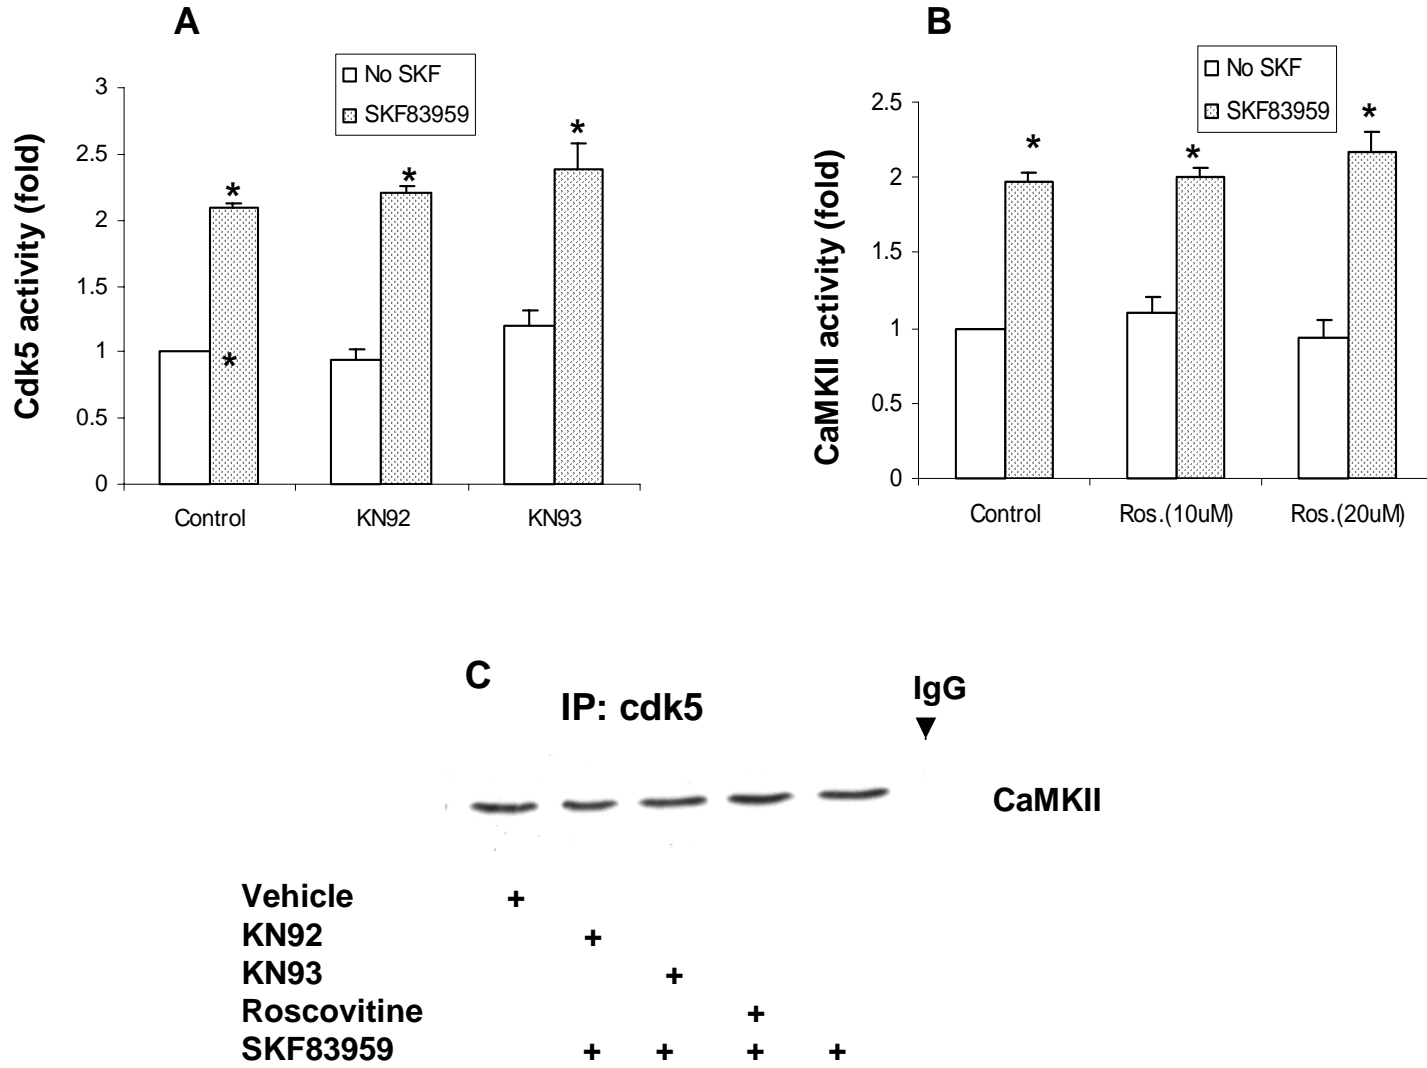 A
No SKF
SKF83959
Cdk5 activity (fold)
3
2.5
2
1.5
1
0.5
0
*
*
*
*
Control
KN92
KN93
B
No SKF
SKF83959
CaMKII activity (fold)
2.5
2
1.5
1
0.5
0
*
*
*
Control
Ros.(10uM)
Ros.(20uM)
C
IP: cdk5
IgG
CaMKII
Vehicle +
KN92 +
KN93 +
Roscovitine +
SKF83959 + + + +